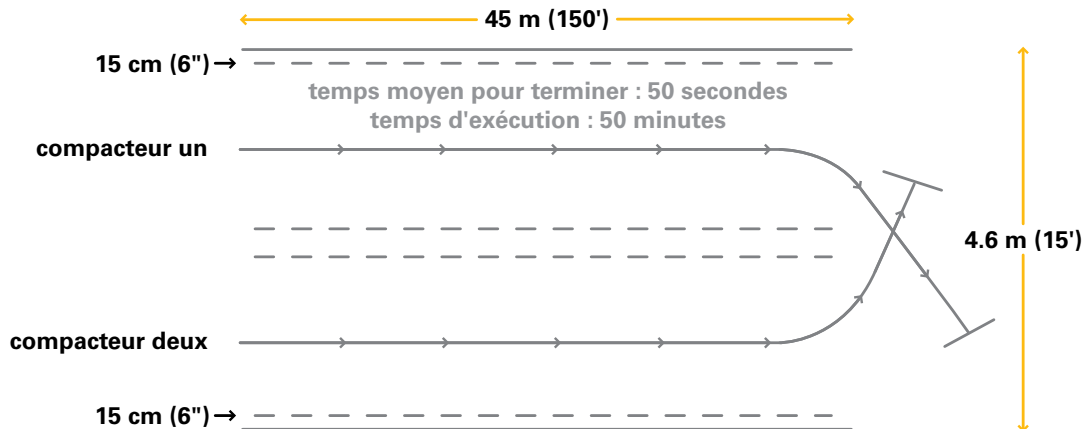 45 m (150')
15 cm (6")
temps moyen pour terminer : 50 secondes
temps d'exécution : 50 minutes
compacteur un
4.6 m (15')
compacteur deux
15 cm (6")